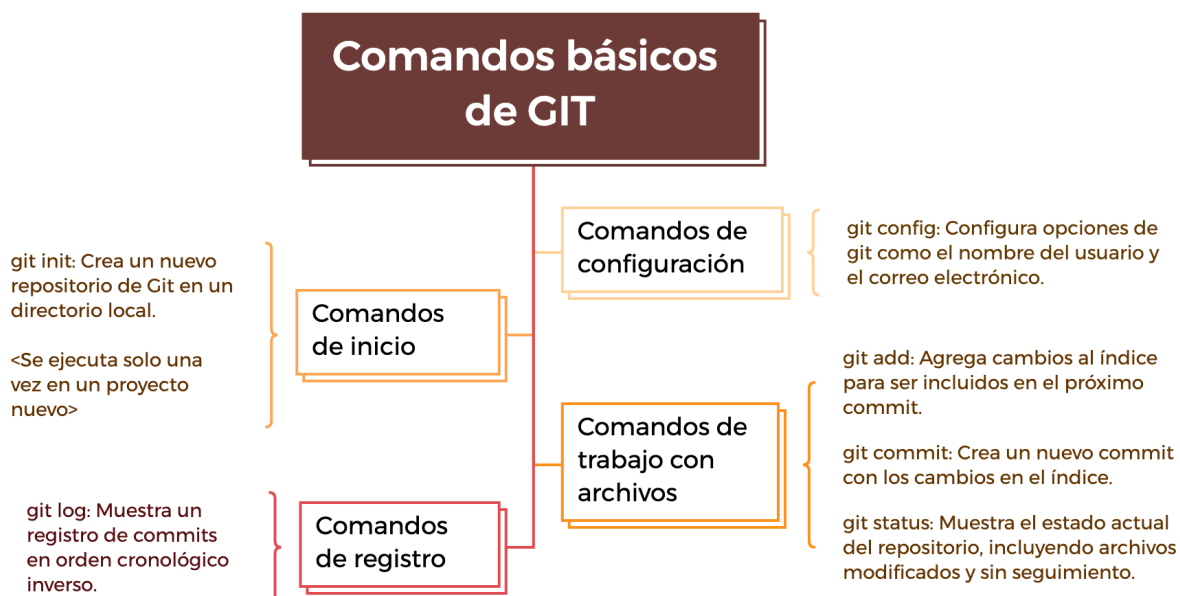 Comandos básicos
de GIT
Comandos de
configuración
git config: Configura opciones de
git como el nombre del usuario y
el correo electrónico.
git init: Crea un nuevo
repositorio de Git en un
directorio local.
<Se ejecuta solo una
vez en un proyecto
nuevo>
Comandos
de inicio
Comandos de
trabajo con
archivos
git add: Agrega cambios al índice
para ser incluidos en el próximo
commit.
git commit: Crea un nuevo commit
con los cambios en el índice.
git status: Muestra el estado actual
del repositorio, incluyendo archivos
modificados y sin seguimiento.
git log: Muestra un
registro de commits
en orden cronológico
inverso.
Comandos
de registro